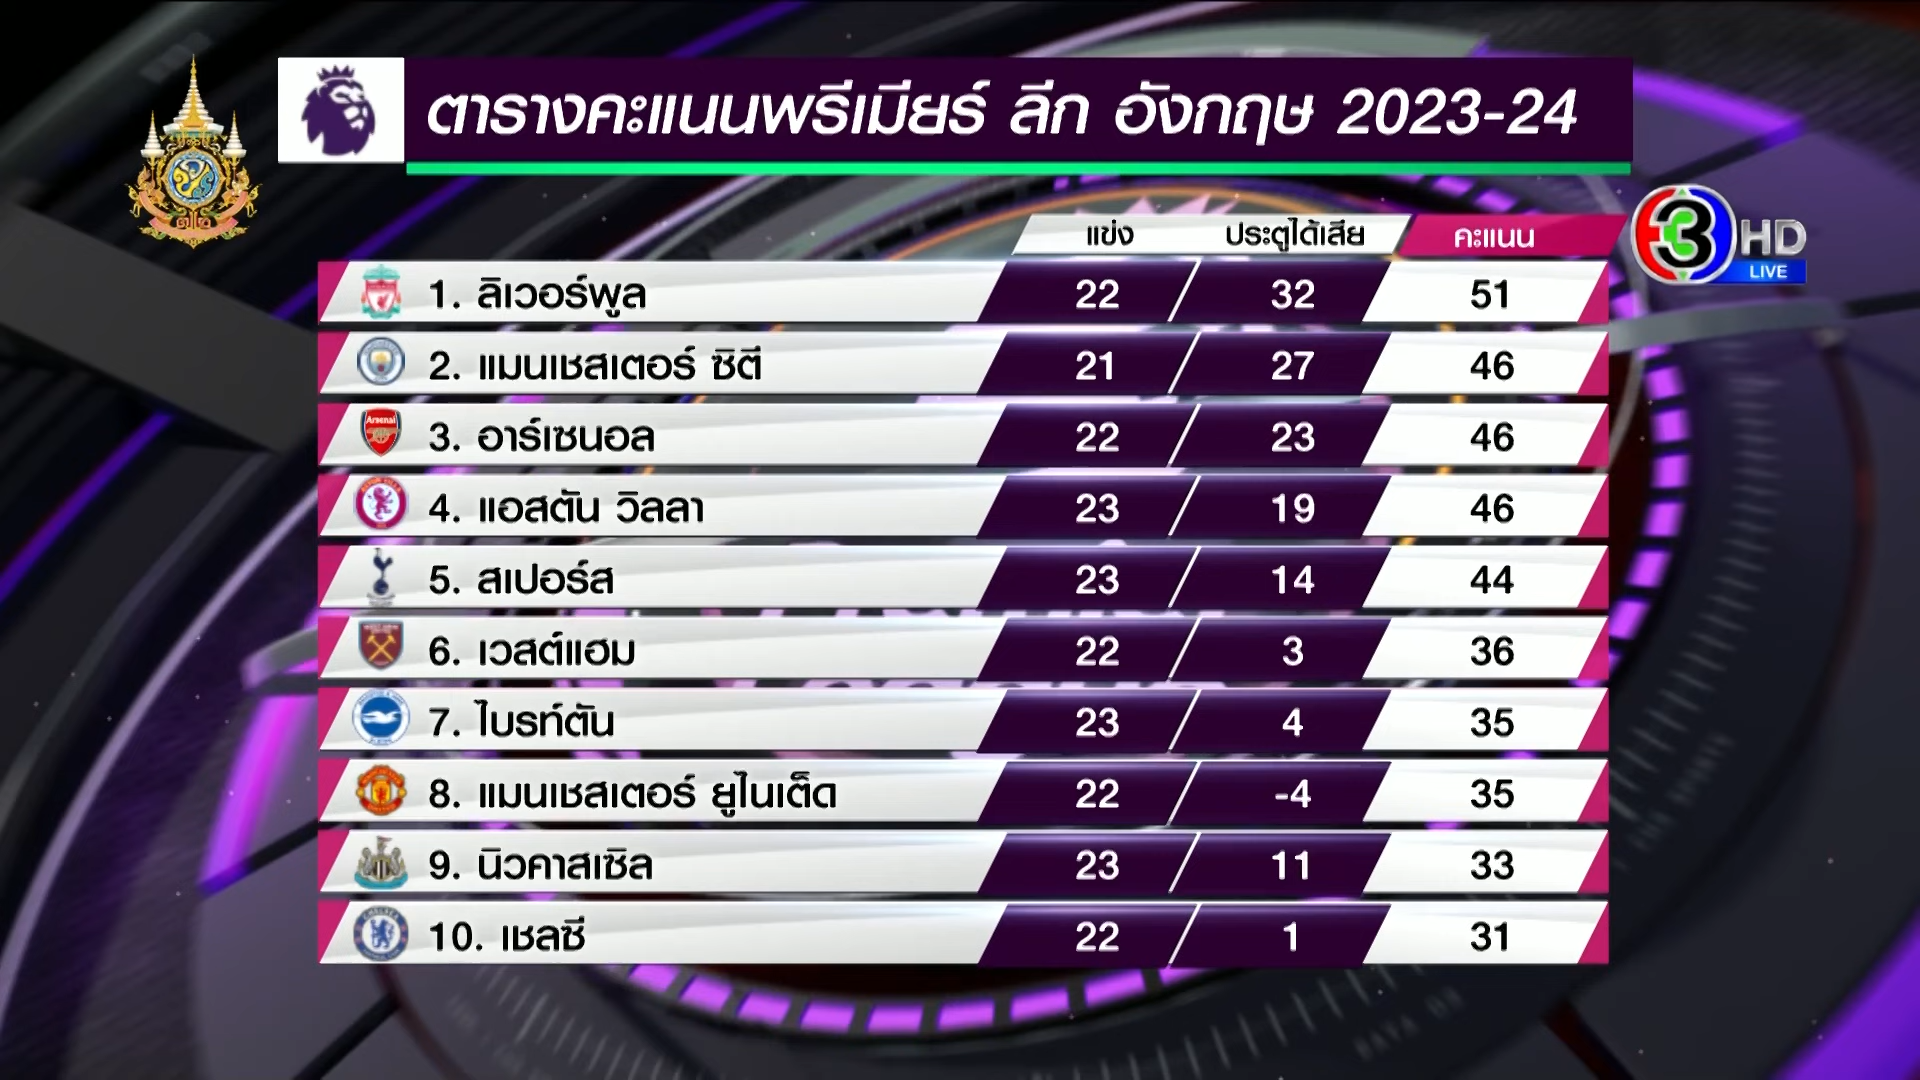 ตารางคะแนนพรีเมียร์ ลีก อังกฤษ 2023-24
3 HD
LIVE
แข่ง ประตูได้เสีย คะแนน
1. ลิเวอร์พูล 22 32 51
2. แมนเชสเตอร์ ซิตี 21 27 46
Arsenal 3. อาร์เซนอล 22 23 46
4. แอสตัน วิลลา 23 19 46
5. สเปอร์ส 23 14 44
6. เวสต์แฮม 22 3 36
7. ไบรท์ตัน 23 4 35
8. แมนเชสเตอร์ ยูไนเต็ด 22 -4 35
9. นิวคาสเซิล 23 11 33
10. เชลซี 22 1 31